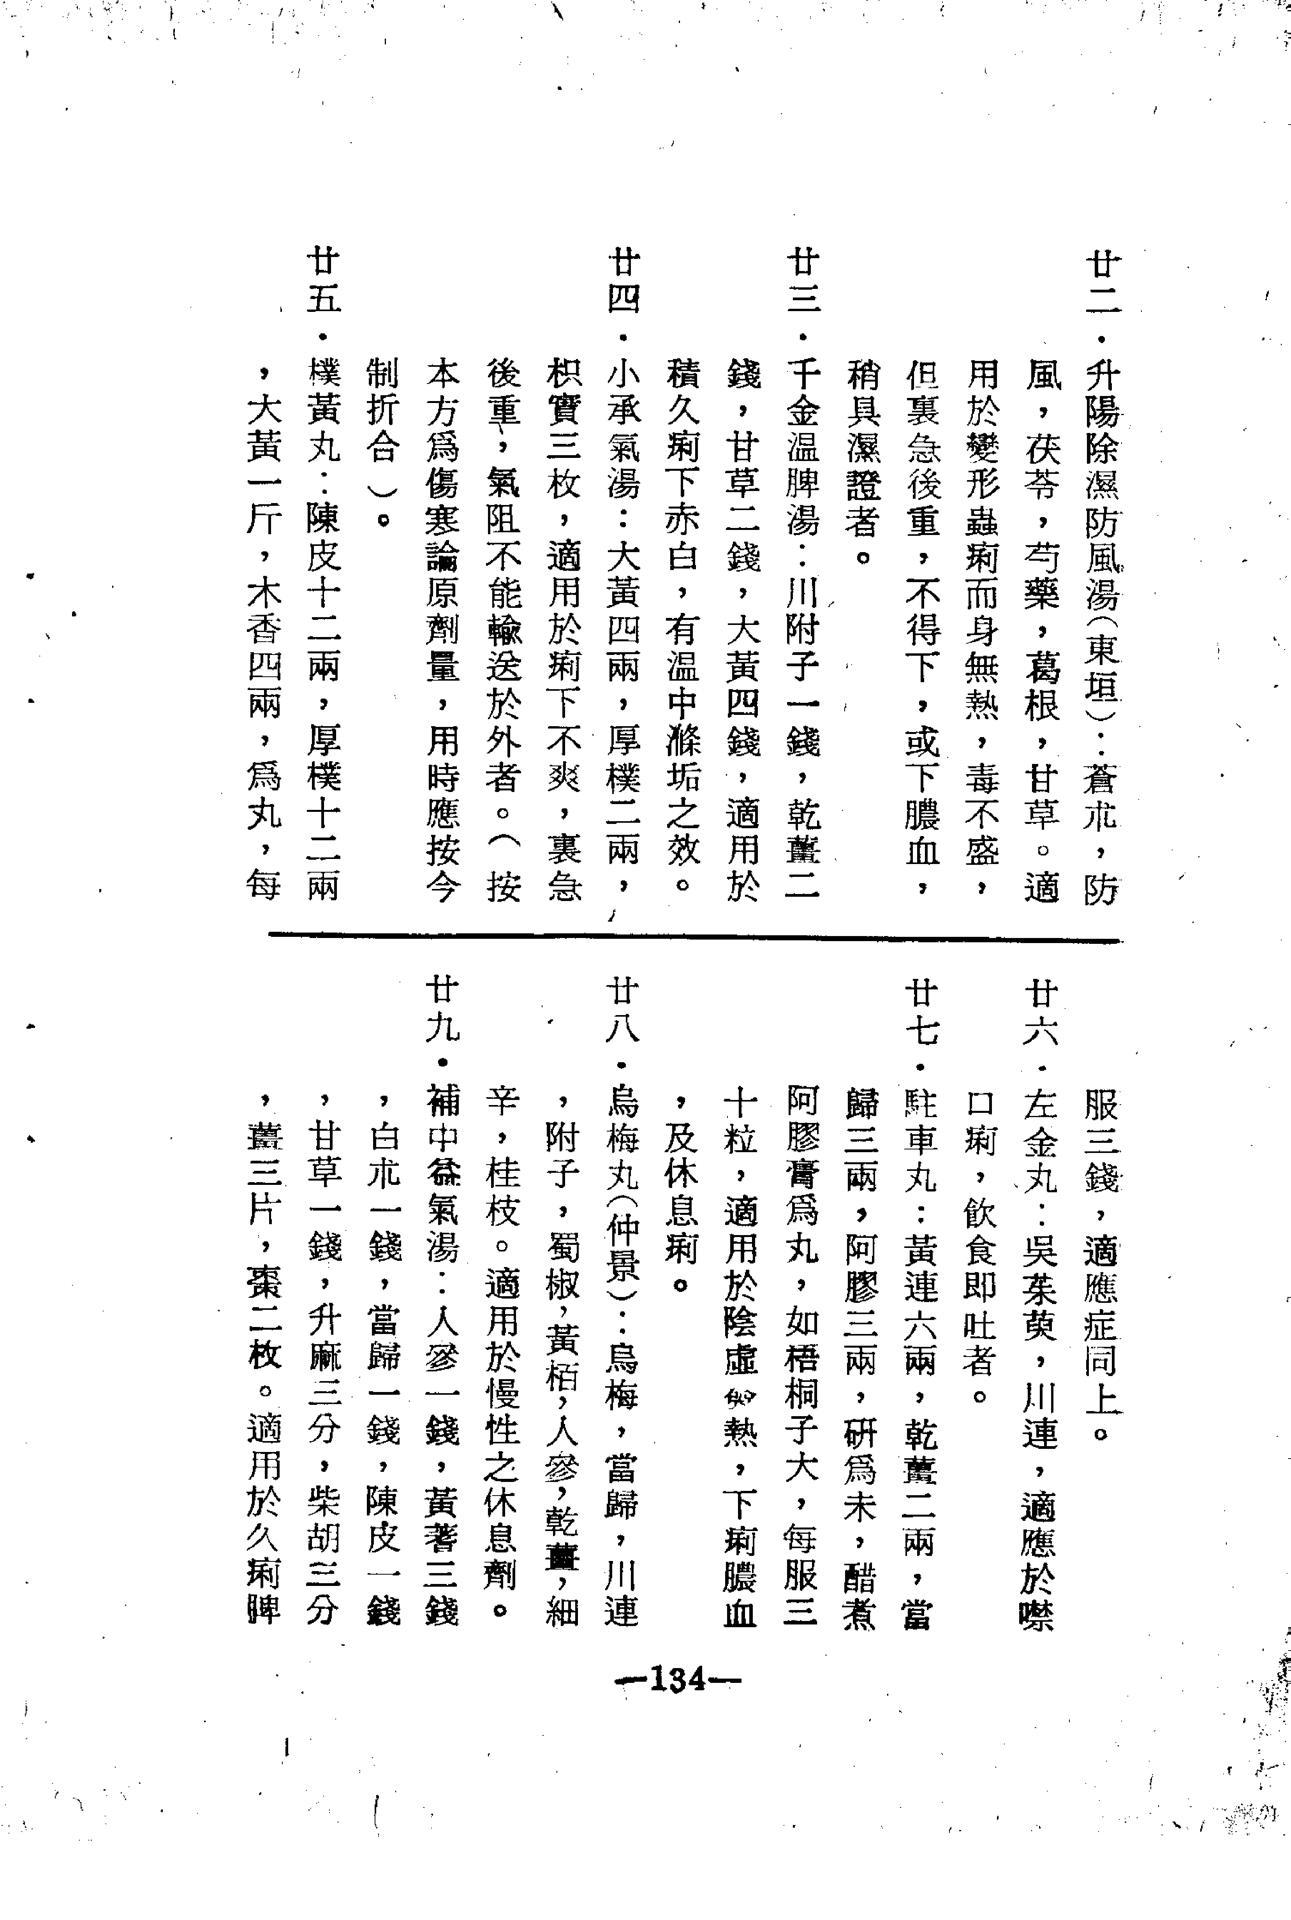 廿二．升陽除濕防風湯（東垣）：蒼朮，防
風，茯苓，芍藥，葛根，甘草。適
用於變形蟲痢而身無熱，毒不盛，
但裏急後重，不得下，或下膿血，
稍具濕證者。
廿三．千金温脾湯：川附子一錢，乾薑二
錢，甘草二錢，大黃四錢，適用於
積久痢下赤白，有温中滌垢之效。
廿四．小承氣湯：大黃四兩，厚樸二兩，
枳實三枚，適用於痢下不爽，裏急
後重，氣阻不能輸送於外者。（按
本方爲傷寒論原劑量，用時應按今
制折合）。
廿五．樸黃丸：陳皮十二兩，厚樸十二兩
，大黃一斤，木香四兩，爲丸，每
服三錢，適應症同上。
廿六．左金丸：吳茱萸，川連，適應於噤
口痢，飲食即吐者。
廿七．駐車丸：黃連六兩，乾薑二兩，當
歸三兩，阿膠三兩，研爲末，醋煮
阿膠膏爲丸，如梧桐子大，每服三
十粒，適用於陰虛熱，下痢膿血
，及休息痢。
廿八．烏梅丸（仲景）：烏梅，當歸，川連
，附子，蜀椒，黃栢，人參，乾薑，細
辛，桂枝。適用於慢性之休息劑。
廿九．補中益氣湯：人參一錢，黃蓍三錢
，白朮一錢，當歸一錢，陳皮一錢
，甘草一錢，升麻三分，柴胡三分
，薑三片，棗二枚。適用於久痢脾
—134—